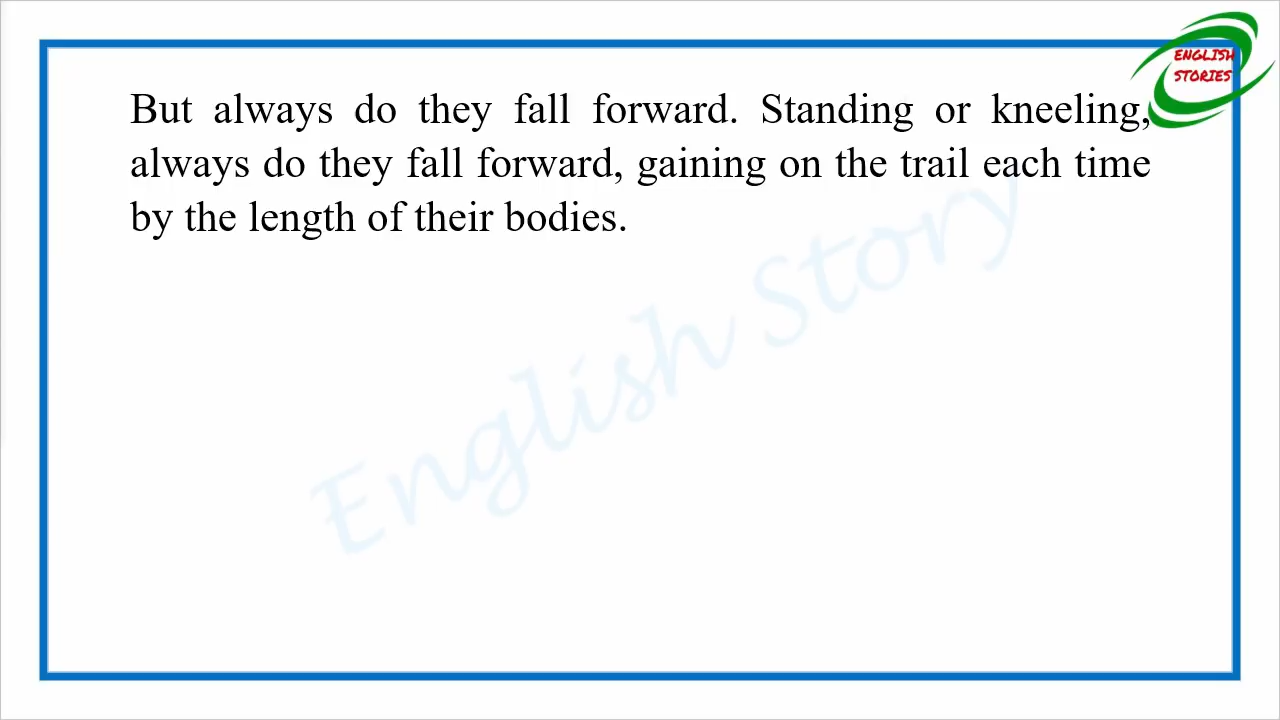 ENGLISH
STORIES
But always do they fall forward. Standing or kneeling,
always do they fall forward, gaining on the trail each time
by the length of their bodies.
English Story